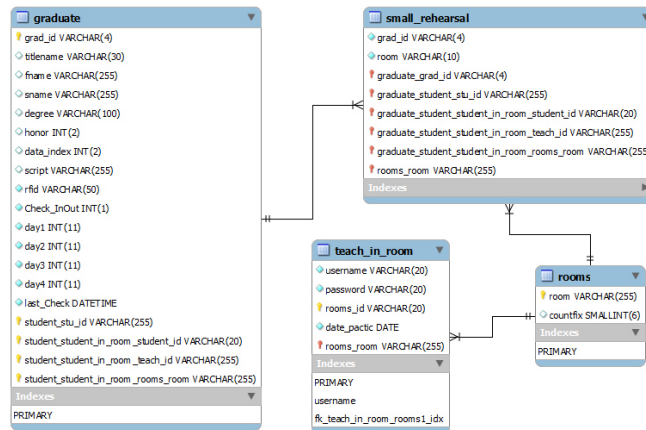 graduate
grad_id VARCHAR(4)
titlename VARCHAR(30)
fname VARCHAR(255)
sname VARCHAR(255)
degree VARCHAR(100)
honor INT(2)
data_index INT(2)
script VARCHAR(255)
rfid VARCHAR(50)
Check_InOut INT(1)
day1 INT(11)
day2 INT(11)
day3 INT(11)
day4 INT(11)
last_Check DATETIME
student_stu_id VARCHAR(255)
student_student_in_room_student_id VARCHAR(20)
student_student_in_room_teach_id VARCHAR(255)
student_student_in_room_rooms_room VARCHAR(255)
Indexes
PRIMARY
small_rehearsal
grad_id VARCHAR(4)
room VARCHAR(10)
graduate_grad_id VARCHAR(4)
graduate_student_stu_id VARCHAR(255)
graduate_student_student_in_room_student_id VARCHAR(20)
graduate_student_student_in_room_teach_id VARCHAR(255)
graduate_student_student_in_room_rooms_room VARCHAR(255
rooms_room VARCHAR(255)
Indexes
teach_in_room
username VARCHAR(20)
password VARCHAR(20)
rooms_id VARCHAR(20)
date_pactic DATE
rooms_room VARCHAR(255)
Indexes
PRIMARY
username
fk_teach_in_room_rooms1_idx
rooms
room VARCHAR(255)
countfix SMALLINT(6)
Indexes
PRIMARY